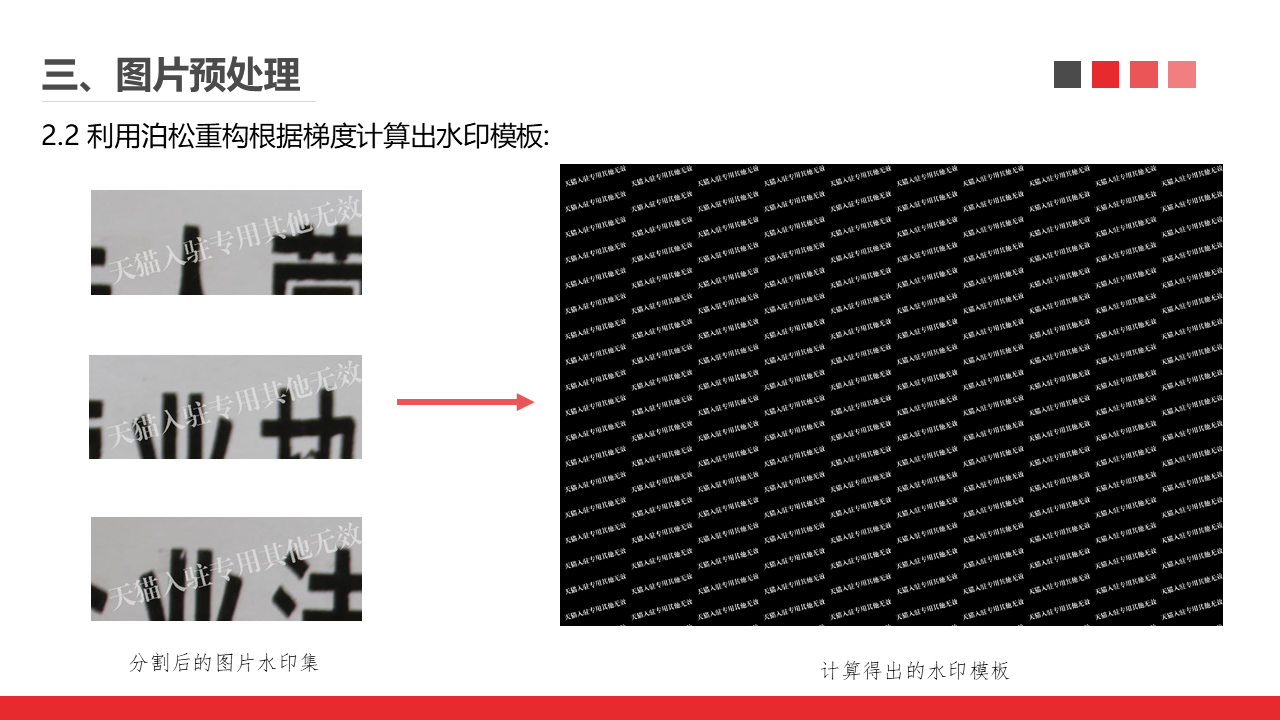 三、图片预处理
2.2 利用泊松重构根据梯度计算出水印模板:
天猫入驻专用其他无效
天猫入驻专用其他无效
业执
天猫入驻专用其他无效
业法
分割后的图片水印集
天猫入驻专用其他无效
计算得出的水印模板